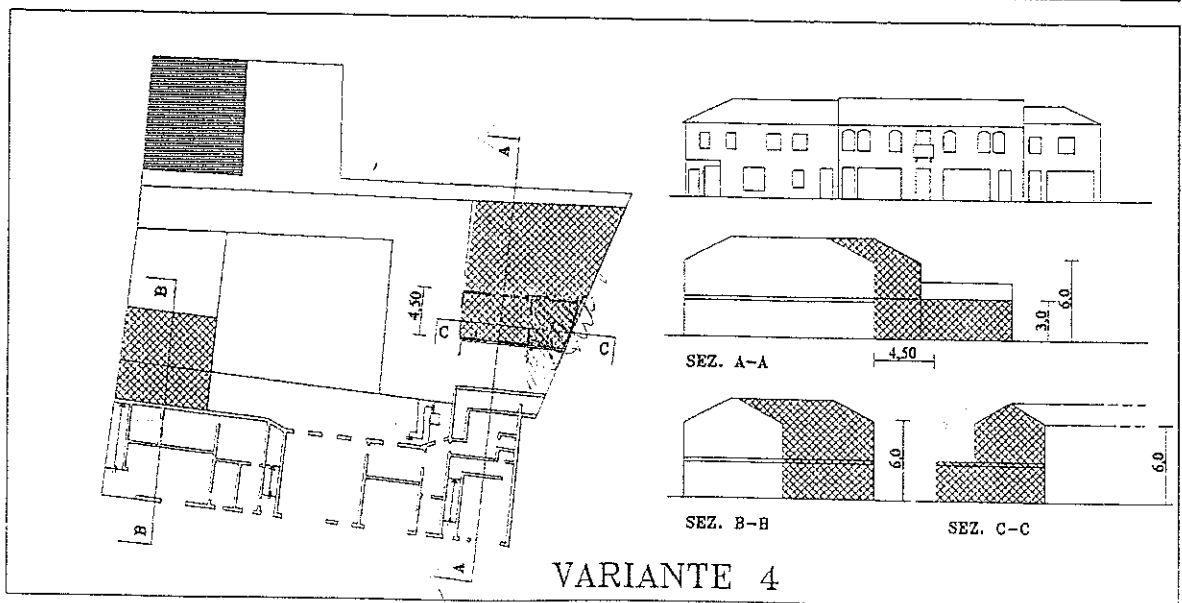 A
B
4,50
C
C
B
A
6,0
3,0
SEZ. A-A
4,50
6,0
6,0
SEZ. B-B
SEZ. C-C
VARIANTE 4